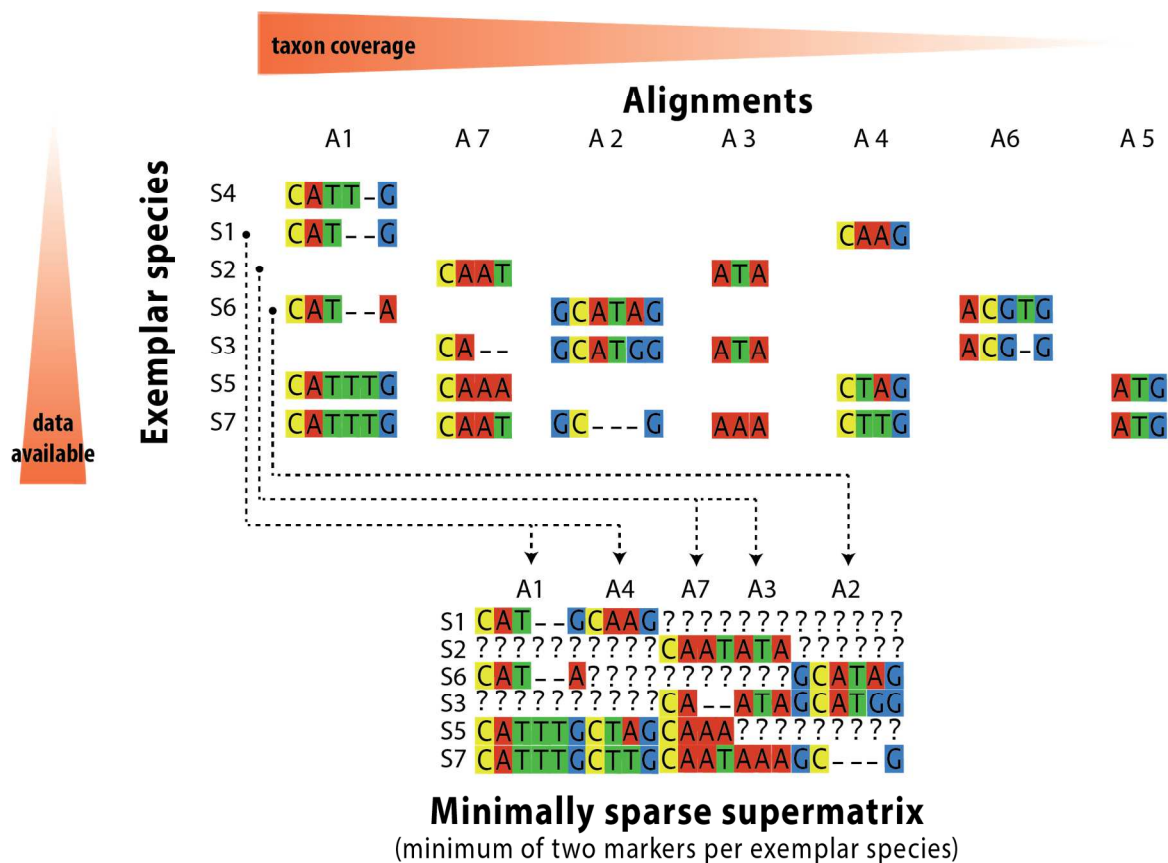 taxon coverage
Alignments
A1 A 7 A 2 A 3 A 4 A6 A 5
Exemplar species
data
available
S4 CATT–G
S1 CAT––G CAAG
S2 CAAT ATA
S6 CAT––A GCATAG ACGTG
S3 CA–– GCATGG ATA ACG–G
S5 CATTTG CAAA CTAG ATG
S7 CATTTG CAAT GC–––G AAA CTTG ATG
A1 A4 A7 A3 A2
S1 CAT––GCAAG?????????????
S2 ??????????CAATATA??????
S6 CAT––A???????????GCATAG
S3 ??????????CA––ATAGCATGG
S5 CATTTGCTAGCAAA?????????
S7 CATTTGCTTGCAATAAAGC–––G
Minimally sparse supermatrix
(minimum of two markers per exemplar species)